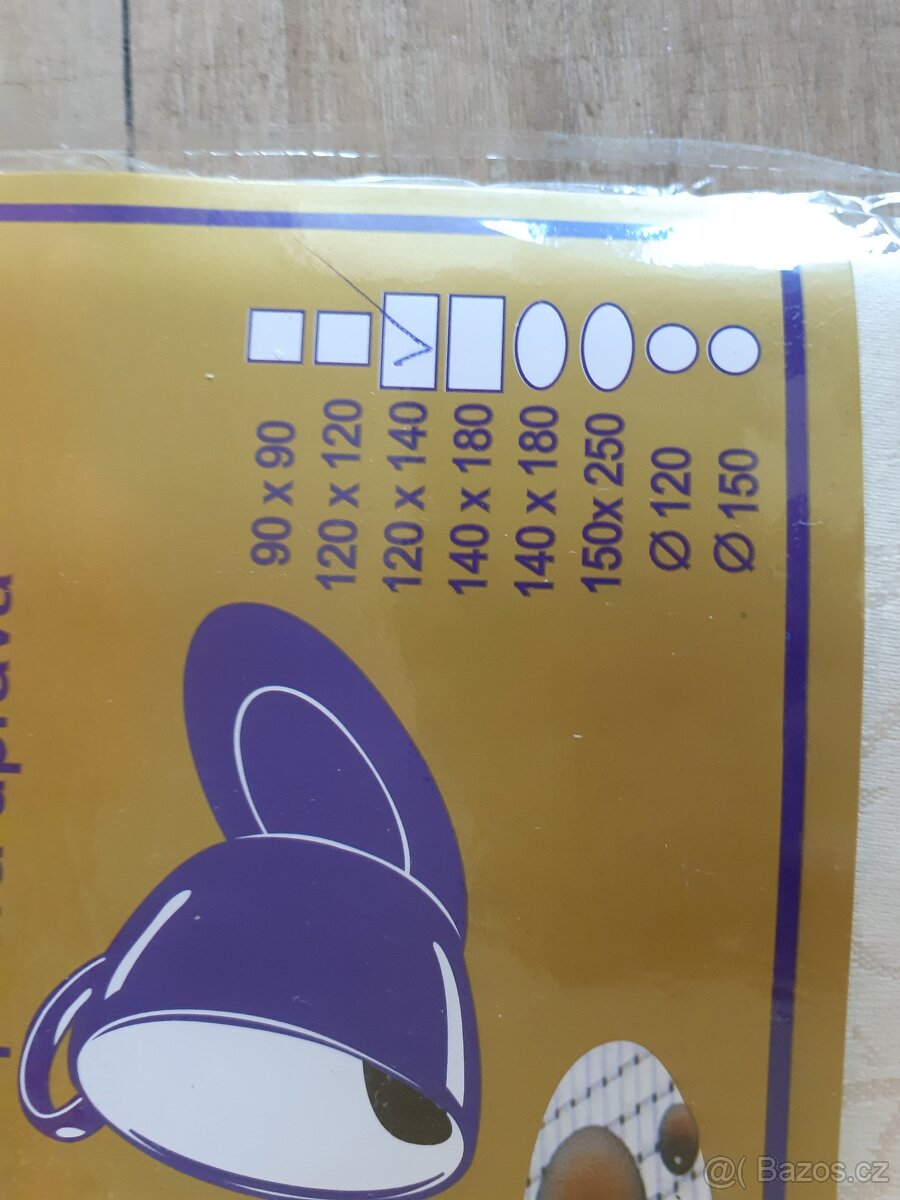 90 x 90
120 x 120
120 x 140
140 x 180
140 x 180
150x 250
Ø 120
Ø 150
@( Bazos.cz